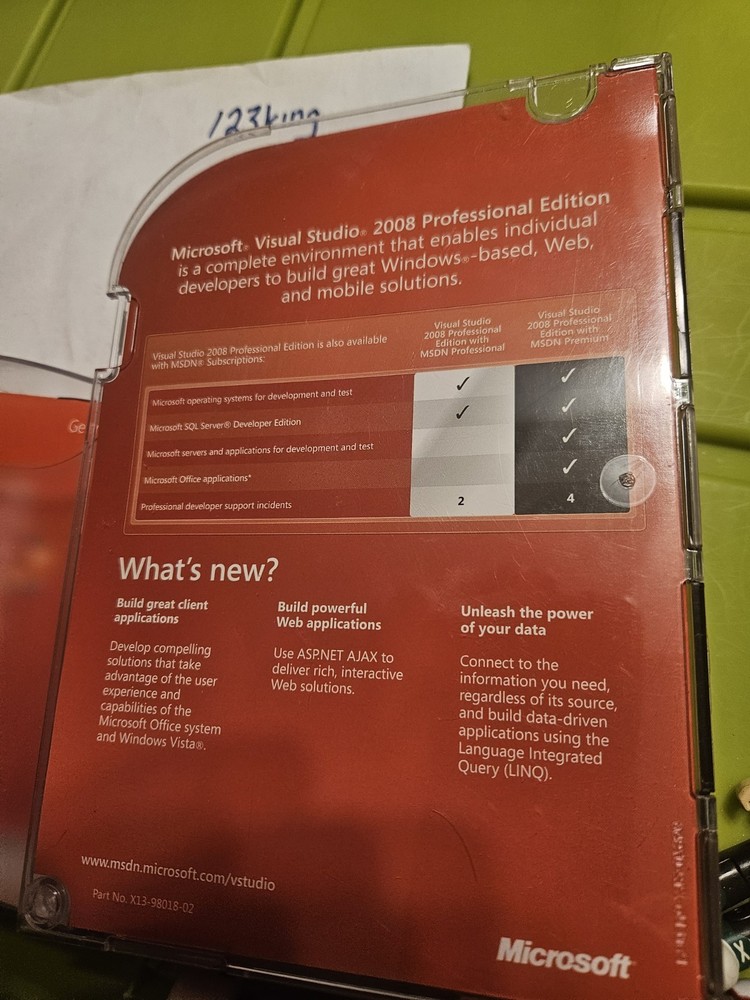 123king
Microsoft® Visual Studio® 2008 Professional Edition
is a complete environment that enables individual
developers to build great Windows®-based, Web,
and mobile solutions.
Visual Studio 2008 Professional Edition is also available
with MSDN® Subscriptions:
Visual Studio
2008 Professional
Edition with
MSDN Professional
Visual Studio
2008 Professional
Edition with
MSDN Premium
Microsoft operating systems for development and test ✓ ✓
Microsoft SQL Server® Developer Edition ✓ ✓
Microsoft servers and applications for development and test ✓
Microsoft Office applications* ✓
Professional developer support incidents 2 4
What's new?
Build great client
applications
Develop compelling
solutions that take
advantage of the user
experience and
capabilities of the
Microsoft Office system
and Windows Vista®.
Build powerful
Web applications
Use ASP.NET AJAX to
deliver rich, interactive
Web solutions.
Unleash the power
of your data
Connect to the
information you need,
regardless of its source,
and build data-driven
applications using the
Language Integrated
Query (LINQ).
www.msdn.microsoft.com/vstudio
Part No. X13-98018-02
Microsoft